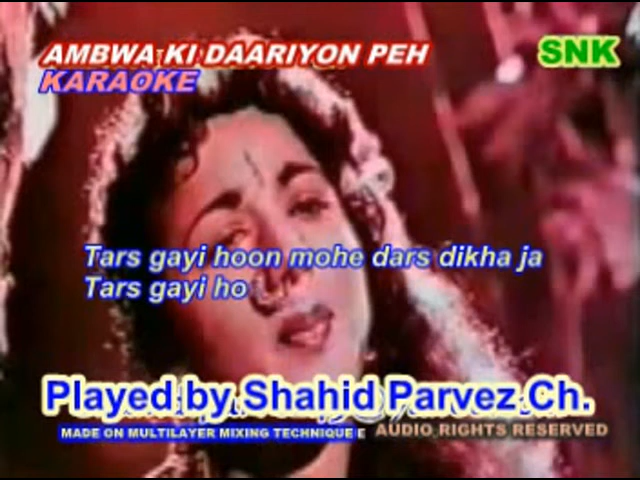 AMBWA KI DAARIYON PEH
SNK
KARAOKE
Tars gayi hoon mohe dars dikha ja
Tars gayi ho
Played by Shahid Parvez Ch.
MADE ON MULTILAYER MIXING TECHNIQUE E
AUDIO RIGHTS RESERVED